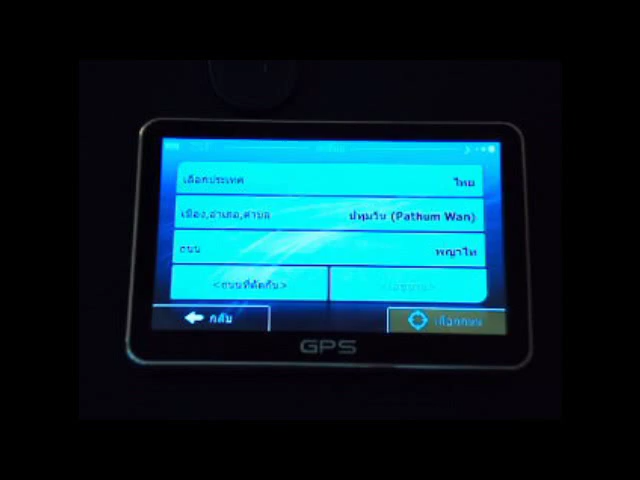 เลือกประเทศ ไทย
เมือง,อำเภอ,ตำบล ปทุมวัน (Pathum Wan)
ถนน พญาไท
<ถนนที่ตัดกัน>
กลับ เลือกถนน
GPS